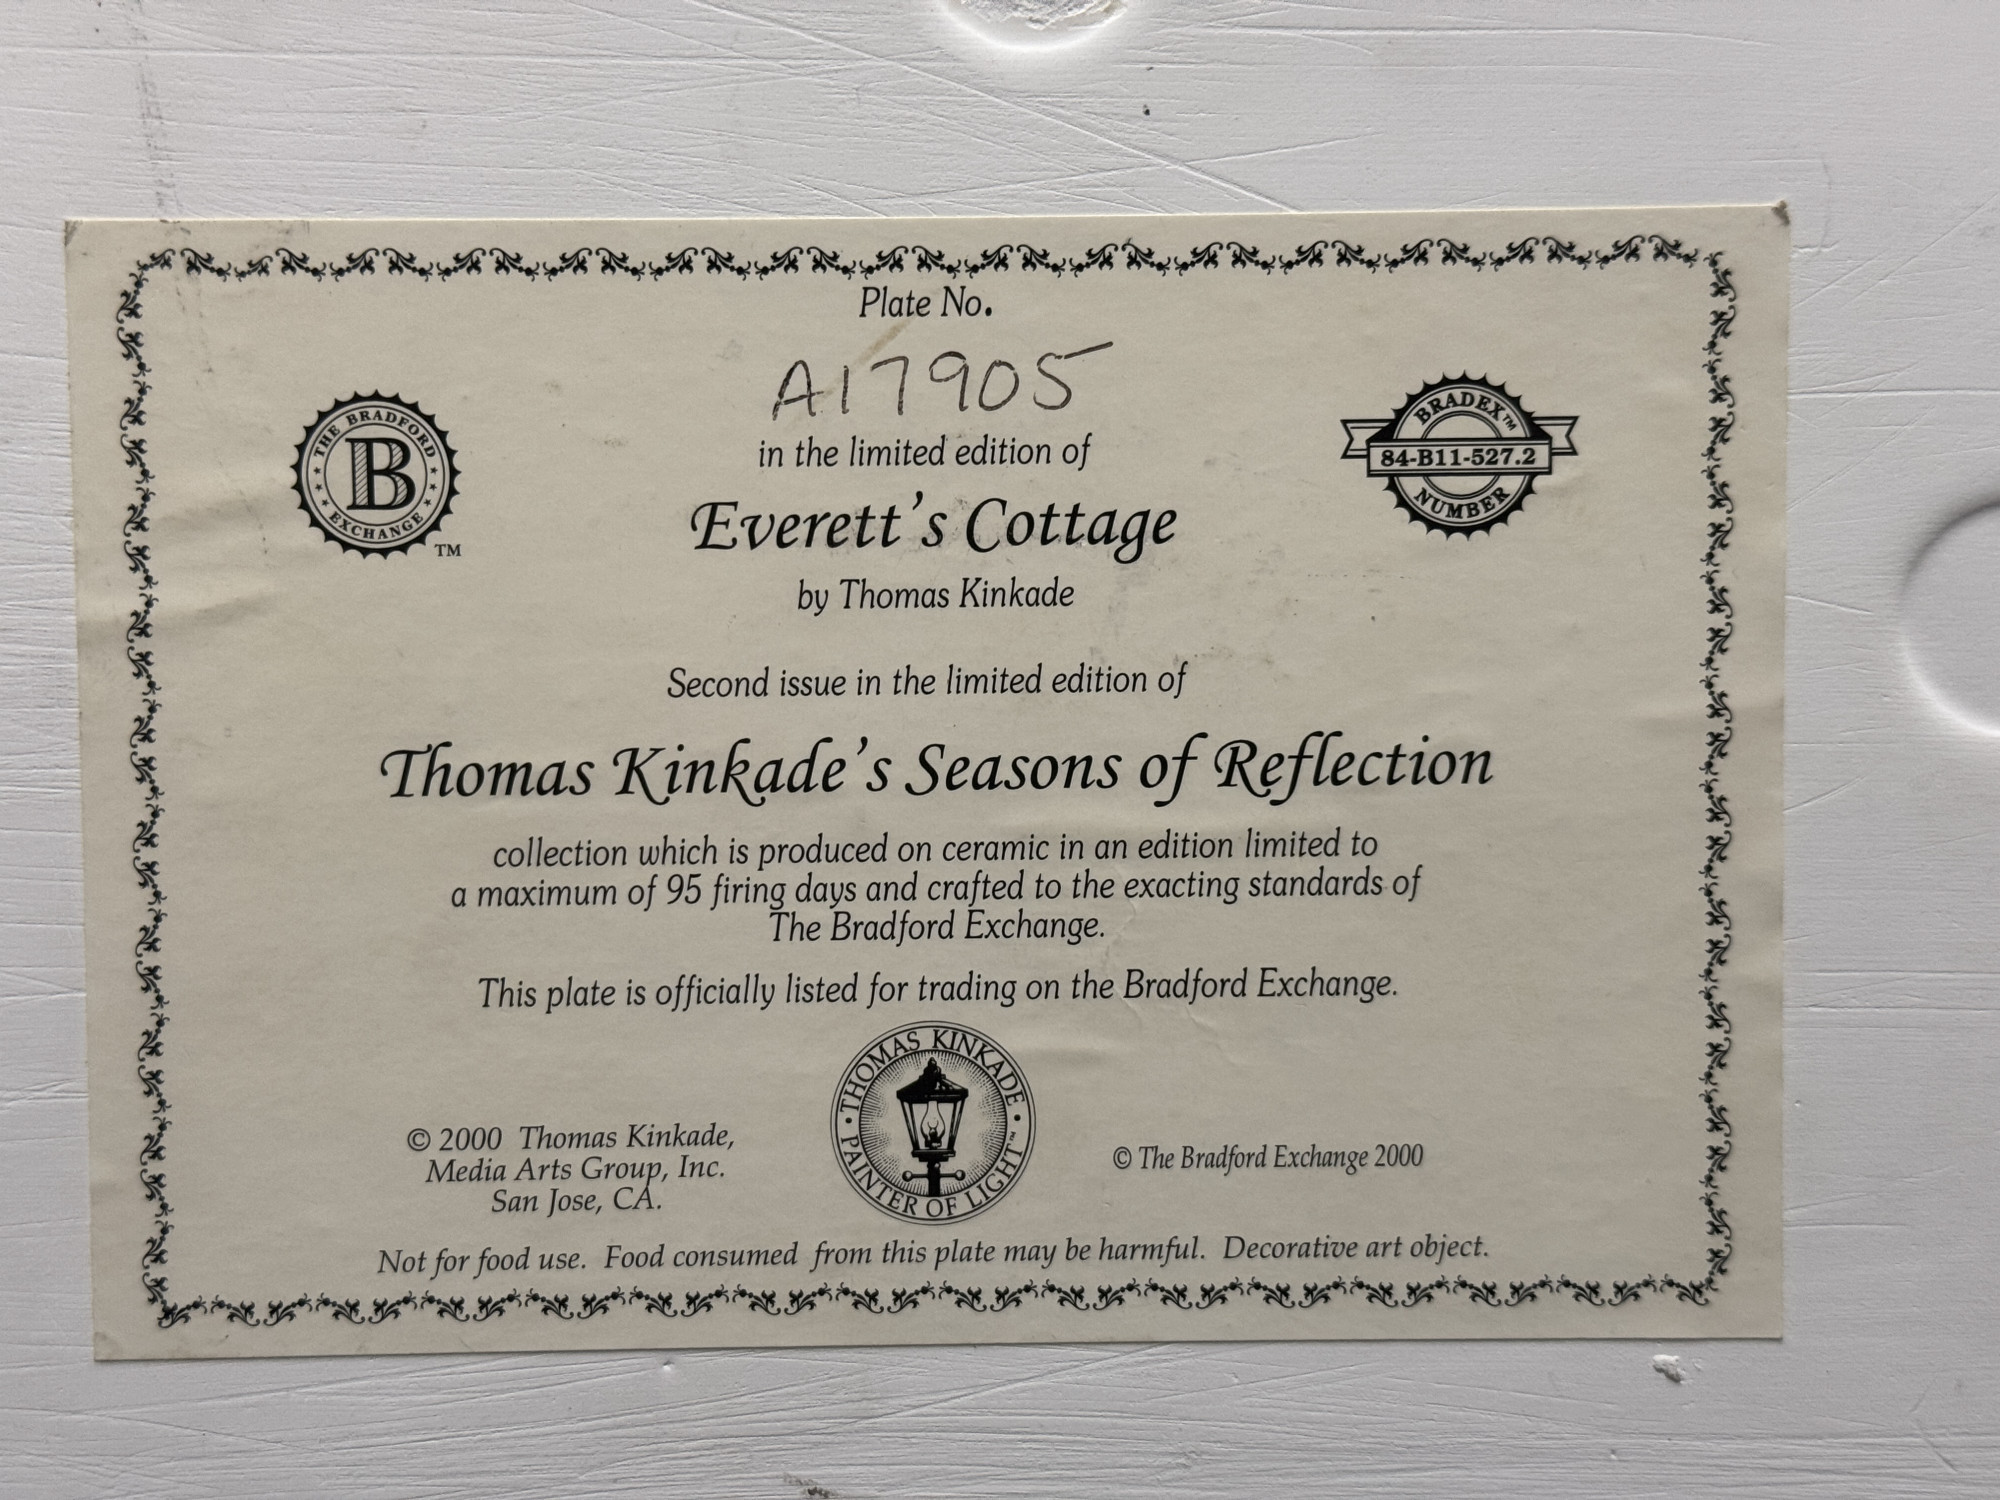 Plate No.
A17905
THE BRADFORD
B
EXCHANGE
TM
BRADEX™
84-B11-527.2
NUMBER
in the limited edition of
Everett's Cottage
by Thomas Kinkade
Second issue in the limited edition of
Thomas Kinkade's Seasons of Reflection
collection which is produced on ceramic in an edition limited to
a maximum of 95 firing days and crafted to the exacting standards of
The Bradford Exchange.
This plate is officially listed for trading on the Bradford Exchange.
THOMAS KINKADE
PAINTER OF LIGHT™
© 2000 Thomas Kinkade,
Media Arts Group, Inc.
San Jose, CA.
© The Bradford Exchange 2000
Not for food use. Food consumed from this plate may be harmful. Decorative art object.